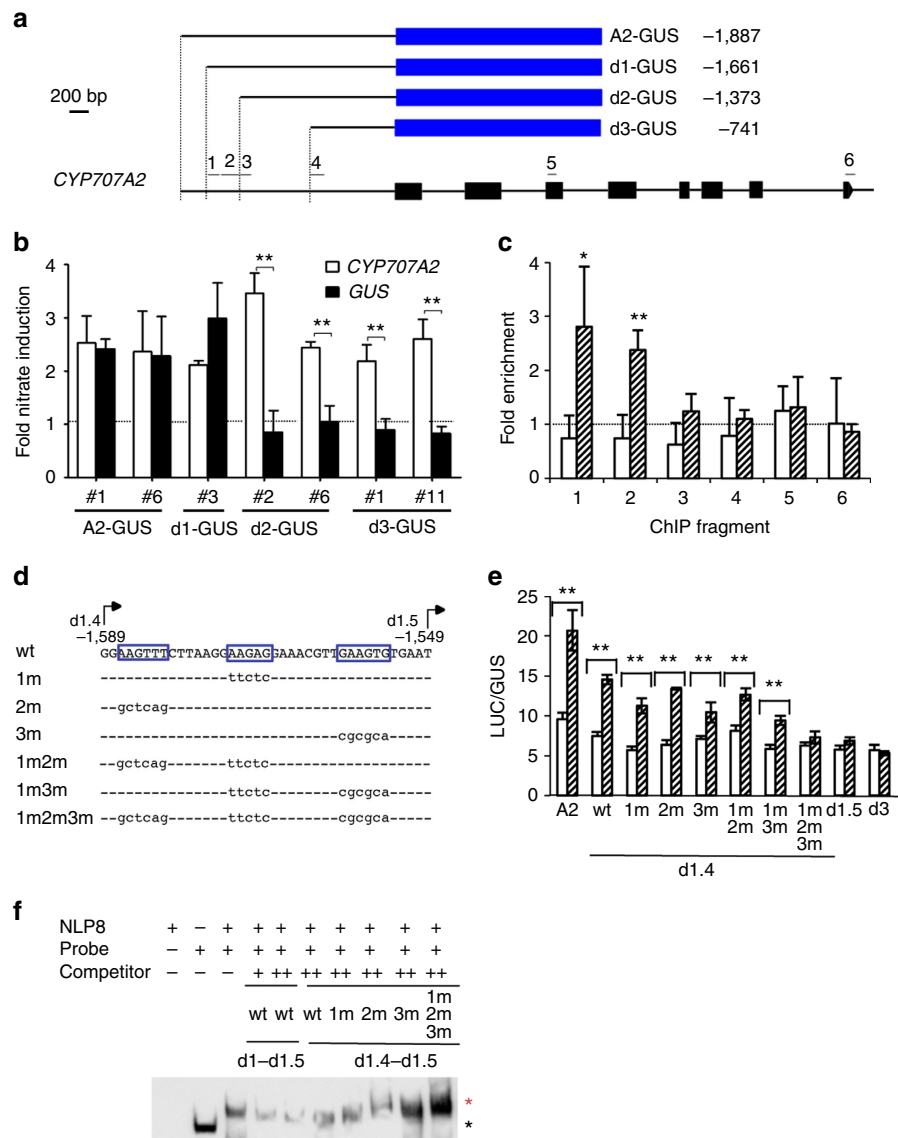 a
A2-GUS −1,887
d1-GUS −1,661
200 bp
d2-GUS −1,373
d3-GUS −741
1 2 3 4 5 6
CYP707A2
b
Fold nitrate induction
4
3
2
1
0
CYP707A2
GUS
** ** ** **
#1 #6 #3 #2 #6 #1 #11
A2-GUS d1-GUS d2-GUS d3-GUS
c
Fold enrichment
4
3
2
1
0
* **
1 2 3 4 5 6
ChIP fragment
d
d1.4 d1.5
−1,589 −1,549
wt GGAAGTTTCTTAAGGAAGAGGAAACGTTGAAGTGTGAAT
1m --------------ttctc-------------------
2m --gctcag------------------------------
3m --------------------------cgcgca-----
1m2m --gctcag-------ttctc------------------
1m3m --------------ttctc--------cgcgca-----
1m2m3m --gctcag-------ttctc--------cgcgca-----
e
LUC/GUS
25
20
15
10
5
0
** ** ** ** ** ** **
A2 wt 1m 2m 3m 1m 1m 1m d1.5 d3
2m 3m 2m
3m
d1.4
f
NLP8 + − + + + + + + + +
Probe − + + + + + + + + +
Competitor − − − + ++ ++ ++ ++ ++ ++
1m
wt wt wt 1m 2m 3m 2m
3m
d1–d1.5 d1.4–d1.5
*
*